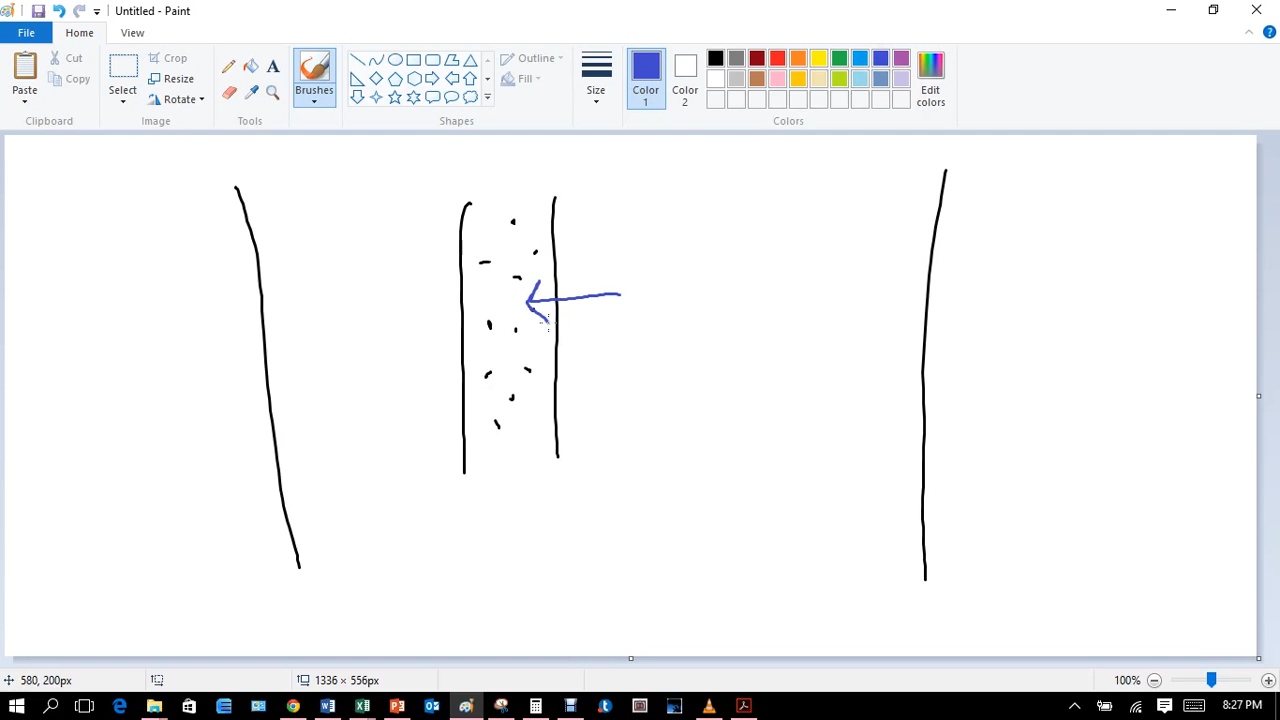 Untitled - Paint
File Home View
Paste
Cut
Copy
Clipboard
Select
Crop
Resize
Rotate
Image
A
Tools
Brushes
Outline
Fill
Shapes
Size
Color 1
Color 2
Edit colors
Colors
580, 200px
1336 × 556px
100%
8:27 PM